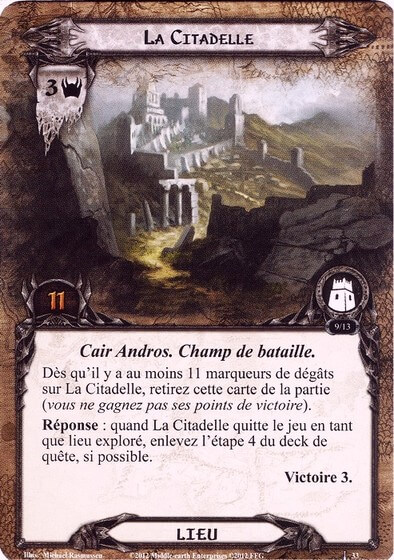 La Citadelle
3
11
9/13
Cair Andros. Champ de bataille.
Dès qu'il y a au moins 11 marqueurs de dégâts
sur La Citadelle, retirez cette carte de la partie
(vous ne gagnez pas ses points de victoire).
Réponse : quand La Citadelle quitte le jeu en tant
que lieu exploré, enlevez l'étape 4 du deck de
quête, si possible.
Victoire 3.
LIEU
Illus. Michael Rasmussen ©2012 Middle-earth Enterprises ©2012 FFG 33